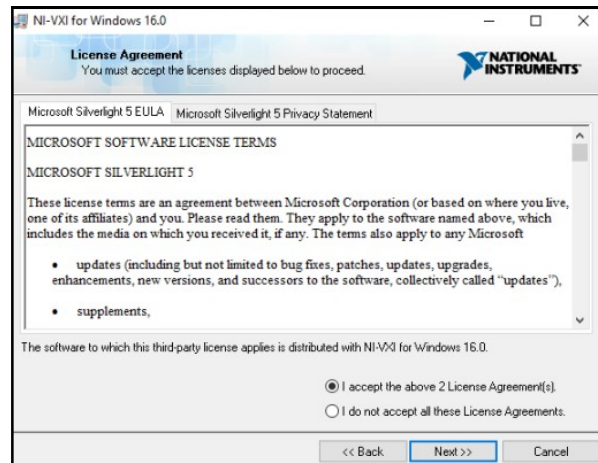 NI-VXI for Windows 16.0
License Agreement
You must accept the licenses displayed below to proceed.
NATIONAL
INSTRUMENTS™
Microsoft Silverlight 5 EULA Microsoft Silverlight 5 Privacy Statement
MICROSOFT SOFTWARE LICENSE TERMS
MICROSOFT SILVERLIGHT 5
These license terms are an agreement between Microsoft Corporation (or based on where you live,
one of its affiliates) and you. Please read them. They apply to the software named above, which
includes the media on which you received it, if any. The terms also apply to any Microsoft
• updates (including but not limited to bug fixes, patches, updates, upgrades,
enhancements, new versions, and successors to the software, collectively called “updates”),
• supplements,
The software to which this third-party license applies is distributed with NI-VXI for Windows 16.0.
I accept the above 2 License Agreement(s).
I do not accept all these License Agreements.
<< Back Next >> Cancel